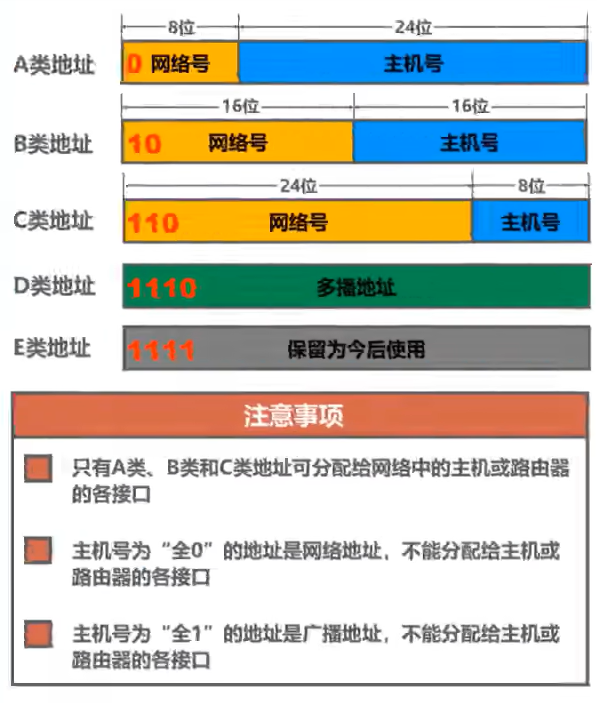 8位 24位
A类地址 0 网络号 主机号
16位 16位
B类地址 10 网络号 主机号
24位 8位
C类地址 110 网络号 主机号
D类地址 1110 多播地址
E类地址 1111 保留为今后使用
注意事项
只有A类、B类和C类地址可分配给网络中的主机或路由器
的各接口
主机号为“全0”的地址是网络地址，不能分配给主机或
路由器的各接口
主机号为“全1”的地址是广播地址，不能分配给主机或
路由器的各接口